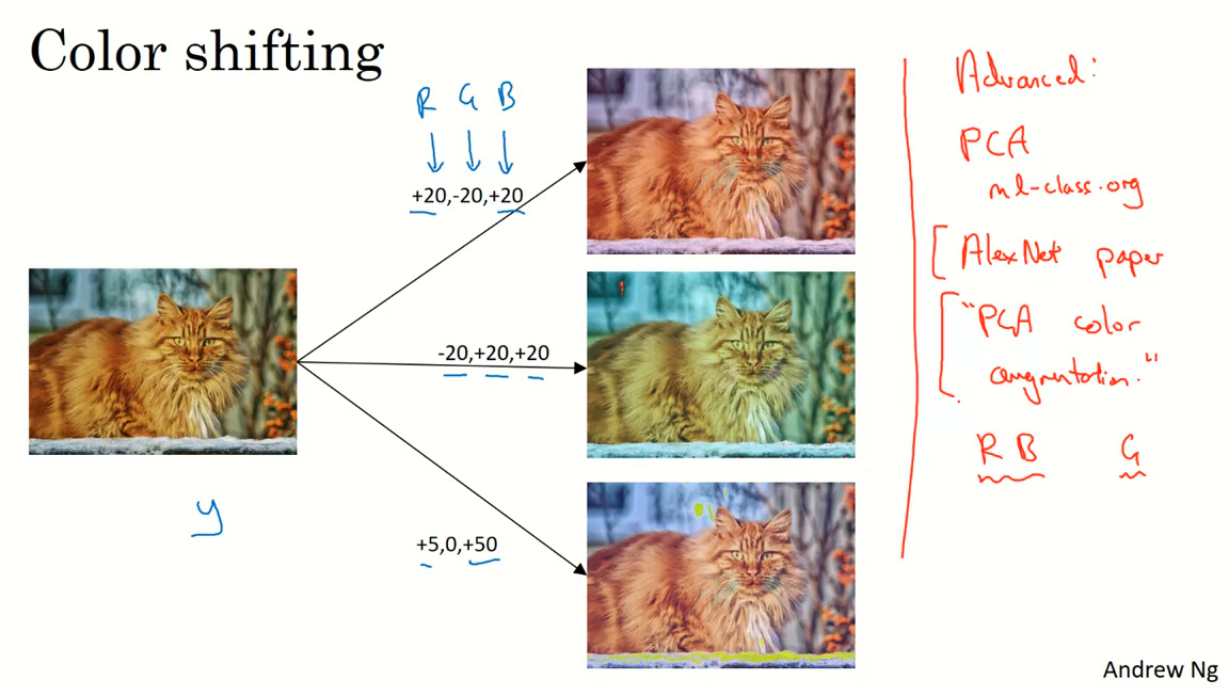 Color shifting
R G B
+20,-20,+20
-20,+20,+20
+5,0,+50
y
Advanced:
PCA
ml-class.org
[AlexNet paper
["PCA color
augmentation."
R B G
Andrew Ng